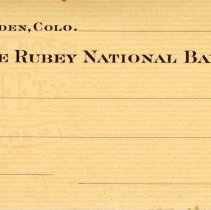 DEN, COLO.
E RUBEY NATIONAL BA